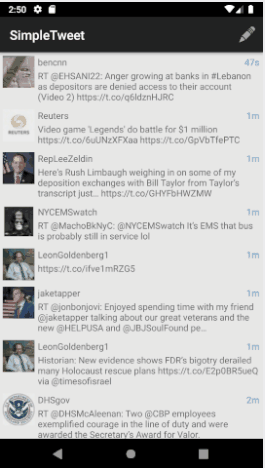 2:50
SimpleTweet
bencnn 47s
RT @EHSANI22: Anger growing at banks in #Lebanon
as depositors are denied access to their account
(Video 2) https://t.co/q6ldznHJRC
REUTERS
Reuters 1m
Video game 'Legends' do battle for $1 million
https://t.co/6uUNzXFXaa https://t.co/GpVbTfePTC
RepLeeZeldin 1m
Here's Rush Limbaugh weighing in on some of my
deposition exchanges with Bill Taylor from Taylor's
transcript just… https://t.co/GHYFbHWZMW
NYCEMSwatch 1m
RT @MachoBkNyC: @NYCEMSwatch It's EMS that bus
is probably still in service lol
LeonGoldenberg1 1m
https://t.co/ifve1mRZG5
jaketapper 1m
RT @jonbonjovi: Enjoyed spending time with my friend
@jaketapper talking about our great veterans and the
new @HELPUSA and @JBJSoulFound pe…
LeonGoldenberg1 1m
Historian: New evidence shows FDR's bigotry derailed
many Holocaust rescue plans https://t.co/E2p0BR5ueQ
via @timesofisrael
DHSgov 2m
RT @DHSMcAleenan: Two @CBP employees
exemplified courage in the line of duty and were
awarded the Secretary's Award for Valor.